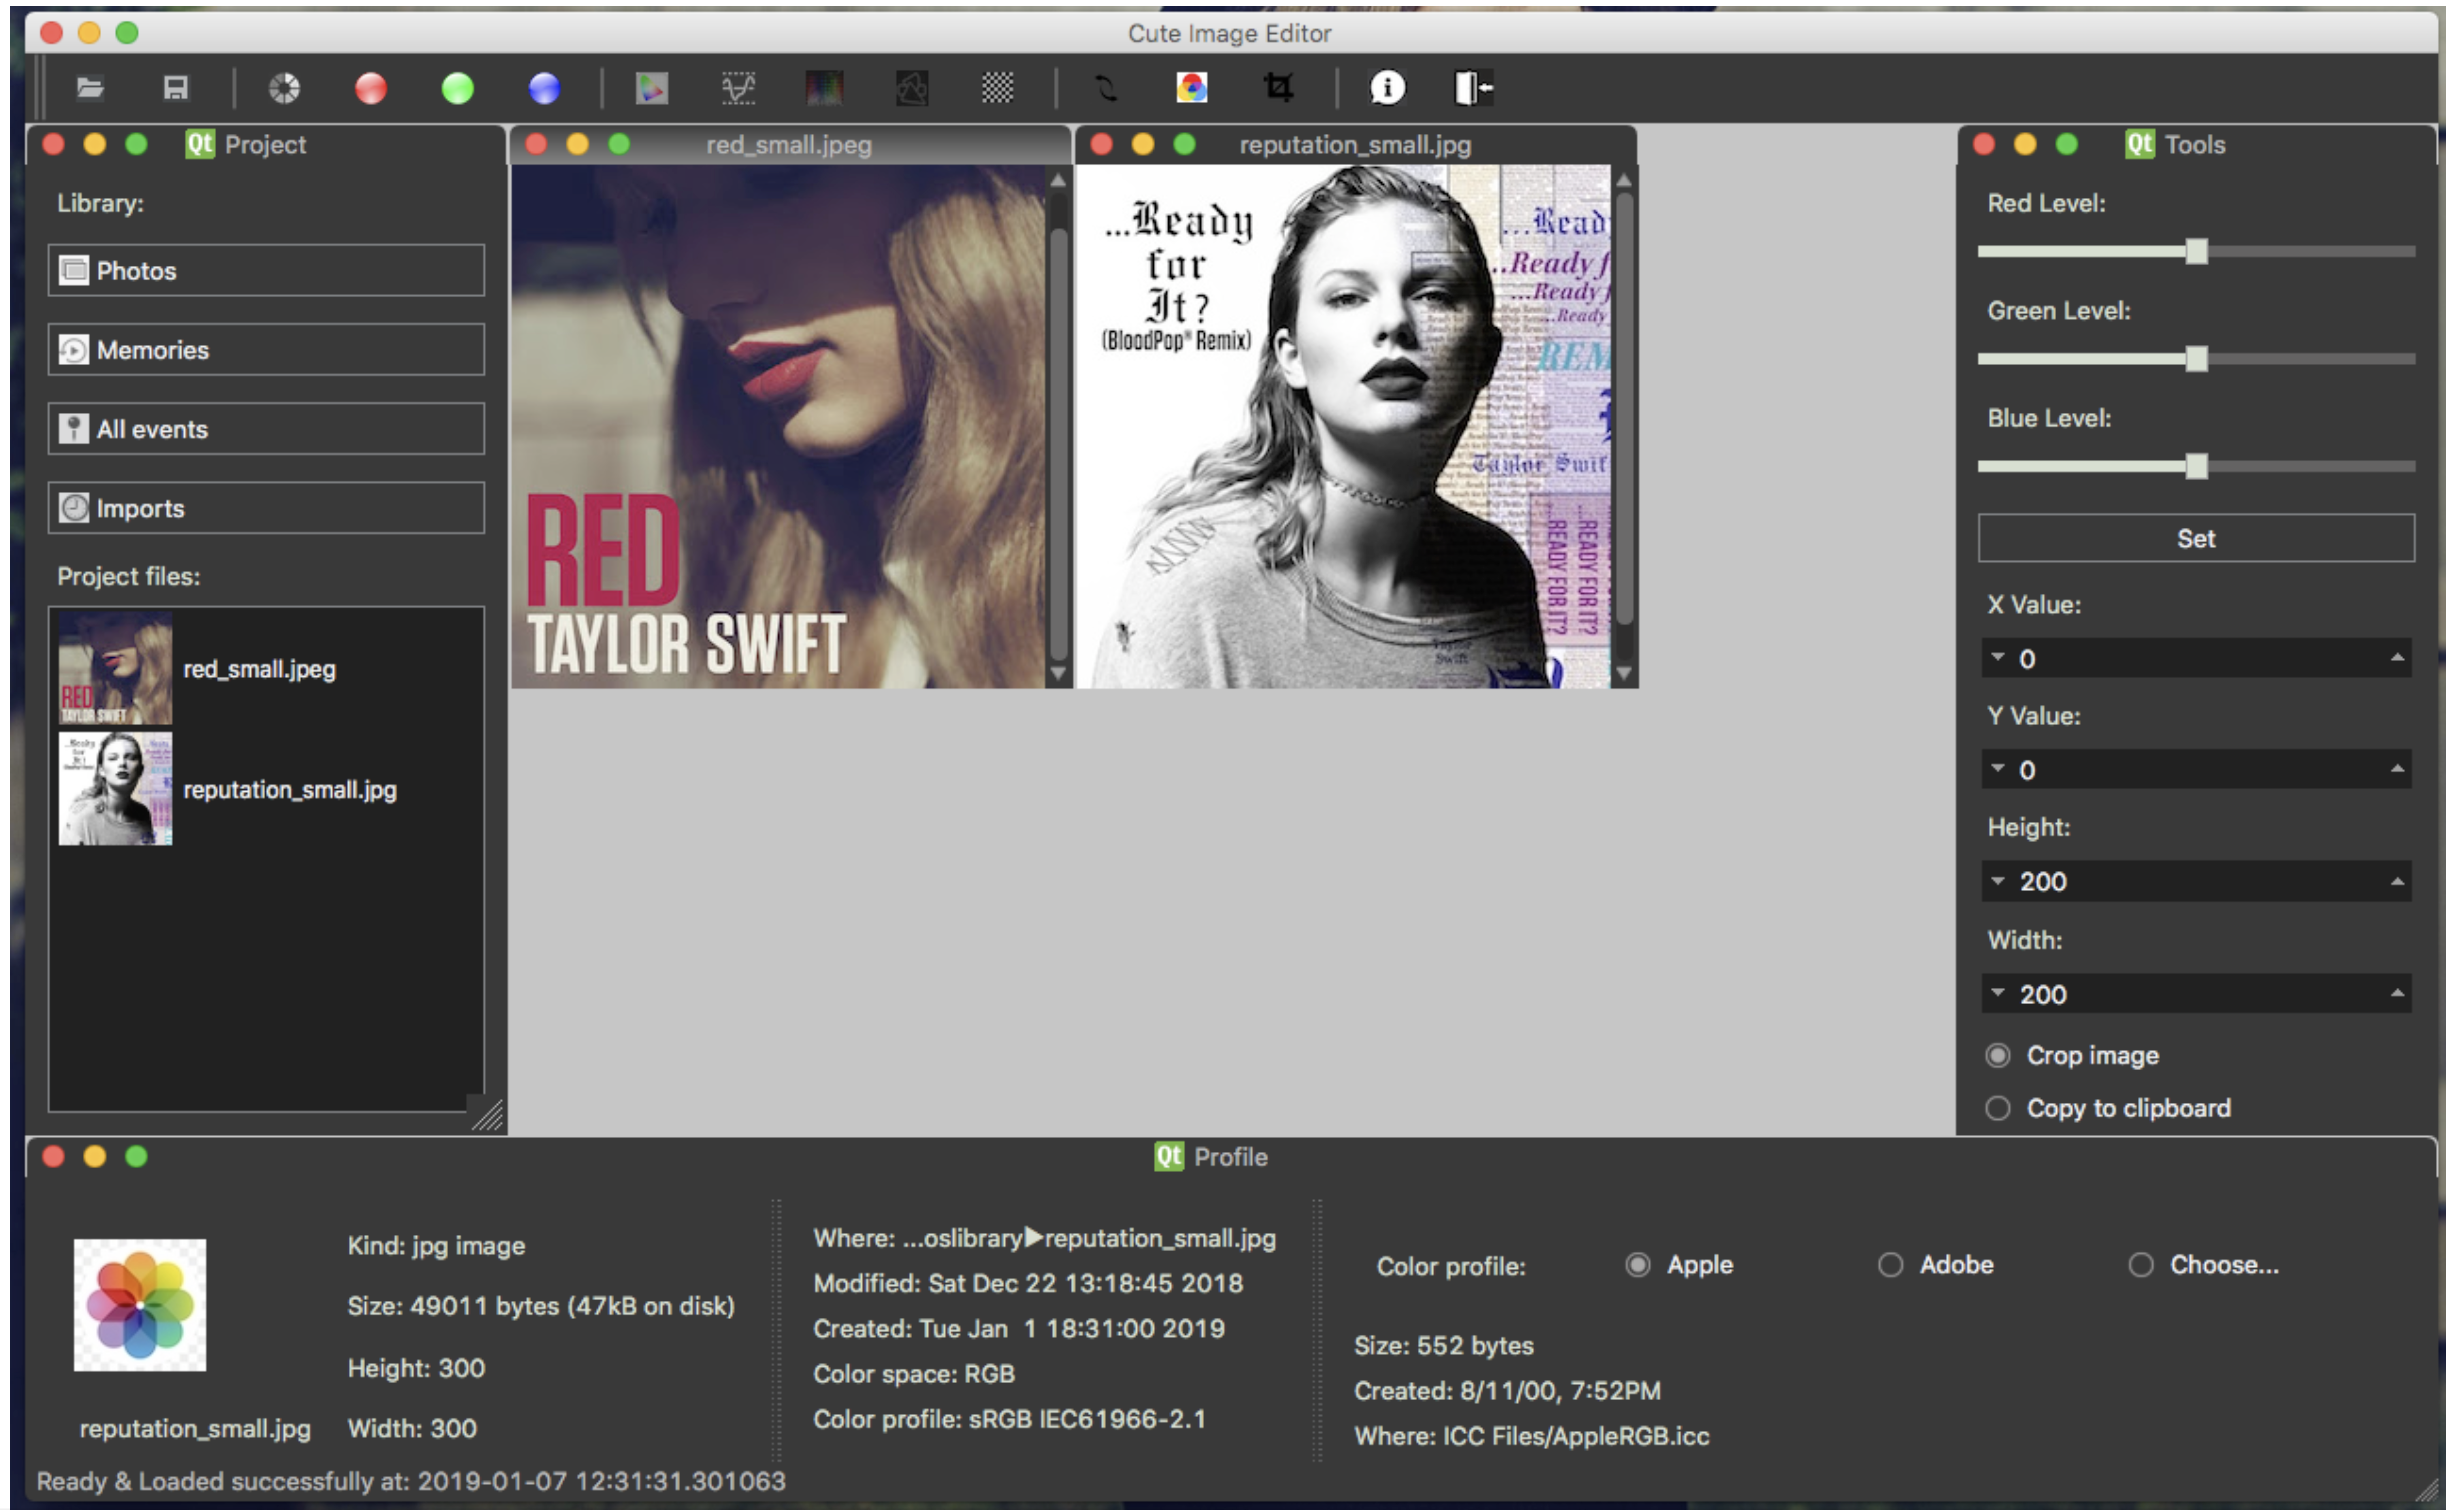 Cute Image Editor
Qt Project
Library:
Photos
Memories
All events
Imports
Project files:
red_small.jpeg
reputation_small.jpg
red_small.jpeg
RED
TAYLOR SWIFT
reputation_small.jpg
...Ready
for
It?
(BloodPop® Remix)
...Ready
...Ready f
...Ready f
...Ready
REM
Taylor Swif
READY FOR IT?
READY FOR IT?
Taylor
Swift
Qt Tools
Red Level:
Green Level:
Blue Level:
Set
X Value:
0
Y Value:
0
Height:
200
Width:
200
Crop image
Copy to clipboard
Qt Profile
reputation_small.jpg
Kind: jpg image
Size: 49011 bytes (47kB on disk)
Height: 300
Width: 300
Where: ...oslibrary▶reputation_small.jpg
Modified: Sat Dec 22 13:18:45 2018
Created: Tue Jan  1 18:31:00 2019
Color space: RGB
Color profile: sRGB IEC61966-2.1
Color profile: Apple Adobe Choose...
Size: 552 bytes
Created: 8/11/00, 7:52PM
Where: ICC Files/AppleRGB.icc
Ready & Loaded successfully at: 2019-01-07 12:31:31.301063